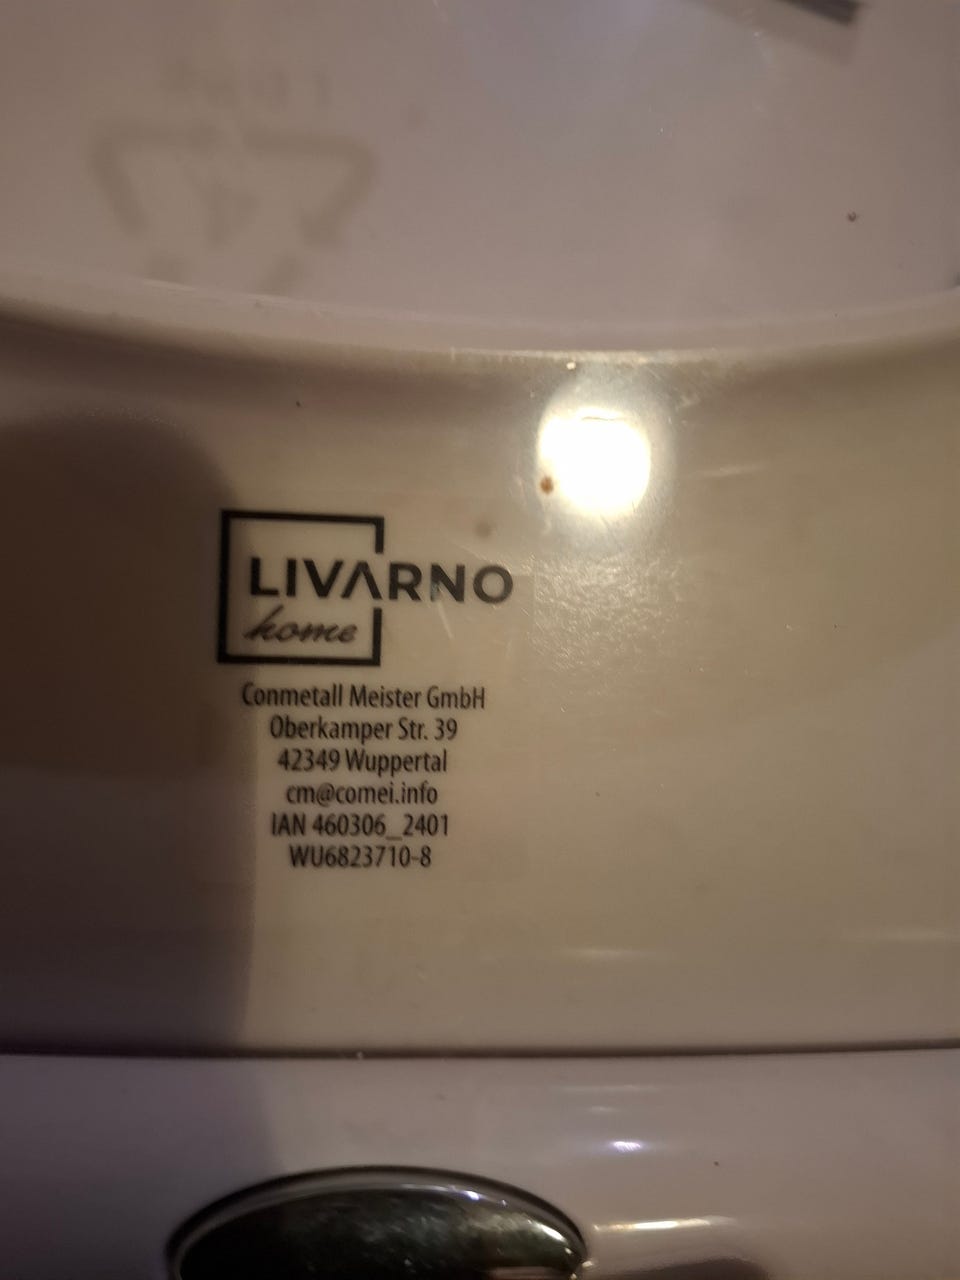 LIVARNO
home
Conmetall Meister GmbH
Oberkamper Str. 39
42349 Wuppertal
cm@comei.info
IAN 460306_2401
WU6823710-8